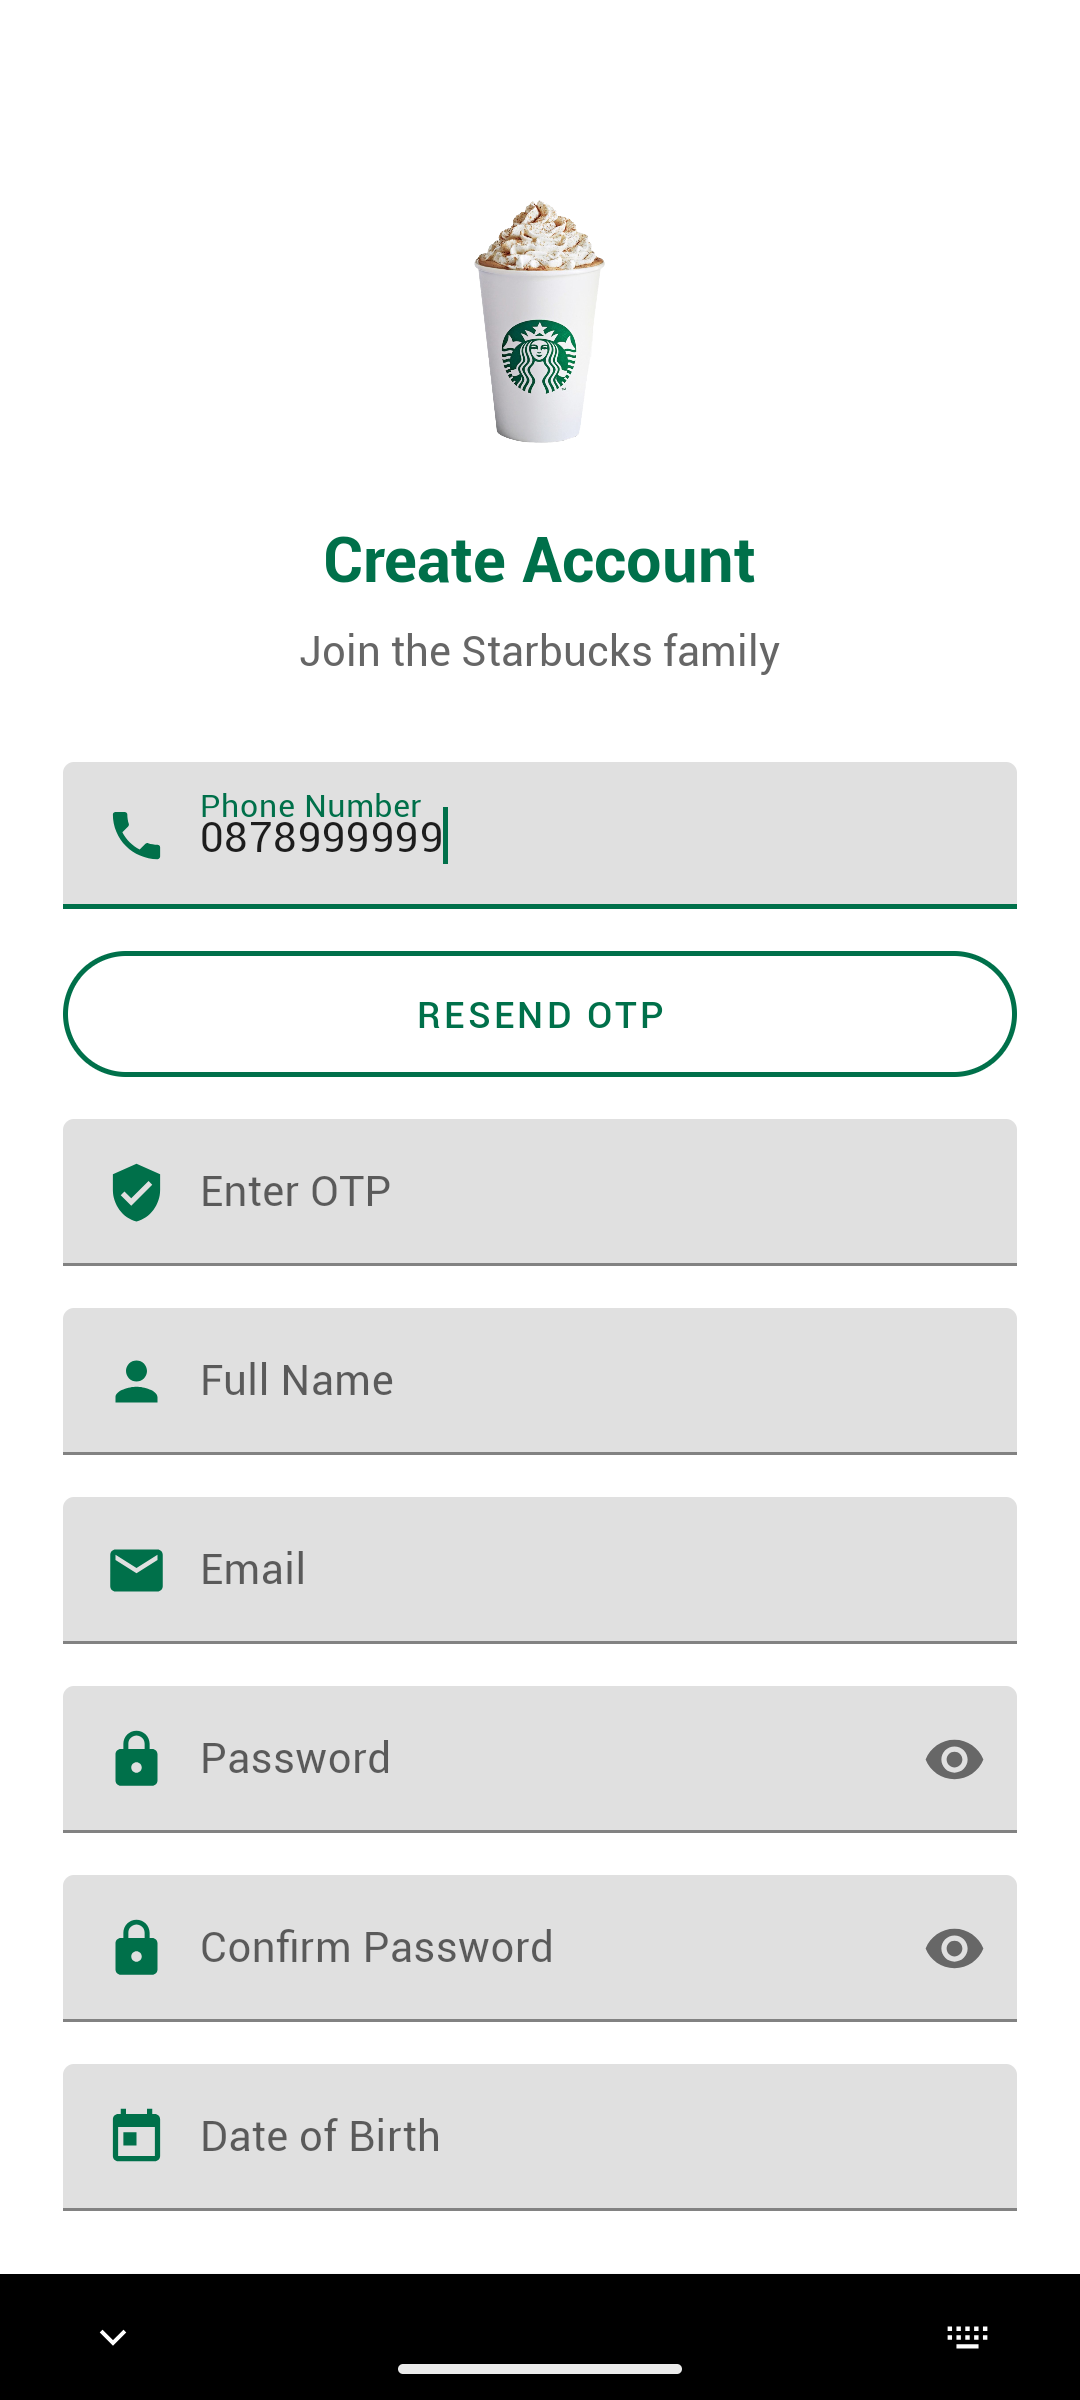 Create Account
Join the Starbucks family
Phone Number
0878999999
RESEND OTP
Enter OTP
Full Name
Email
Password
Confirm Password
Date of Birth